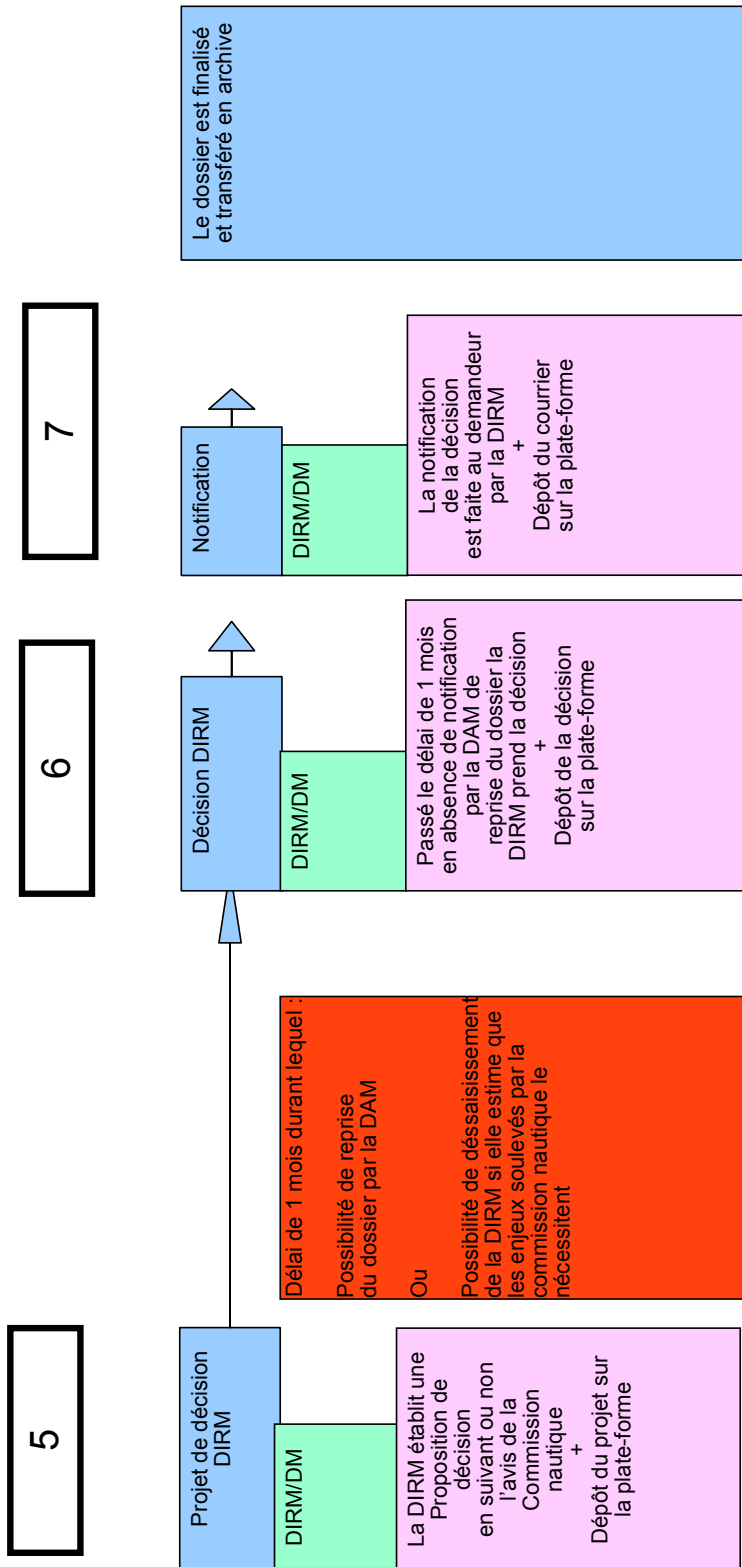 5
Projet de décision
DIRM
DIRM/DM
La DIRM établit une
Proposition de
décision
en suivant ou non
l'avis de la
Commission
nautique
+
Dépôt du projet sur
la plate-forme
Délai de 1 mois durant lequel :
Possibilité de reprise
du dossier par la DAM
Ou
Possibilité de déssaisissement
de la DIRM si elle estime que
les enjeux soulevés par la
commission nautique le
nécessitent
6
Décision DIRM
DIRM/DM
Passé le délai de 1 mois
en absence de notification
par la DAM de
reprise du dossier la
DIRM prend la décision
+
Dépôt de la décision
sur la plate-forme
7
Notification
DIRM/DM
La notification
de la décision
est faite au demandeur
par la DIRM
+
Dépôt du courrier
sur la plate-forme
Le dossier est finalisé
et transféré en archive